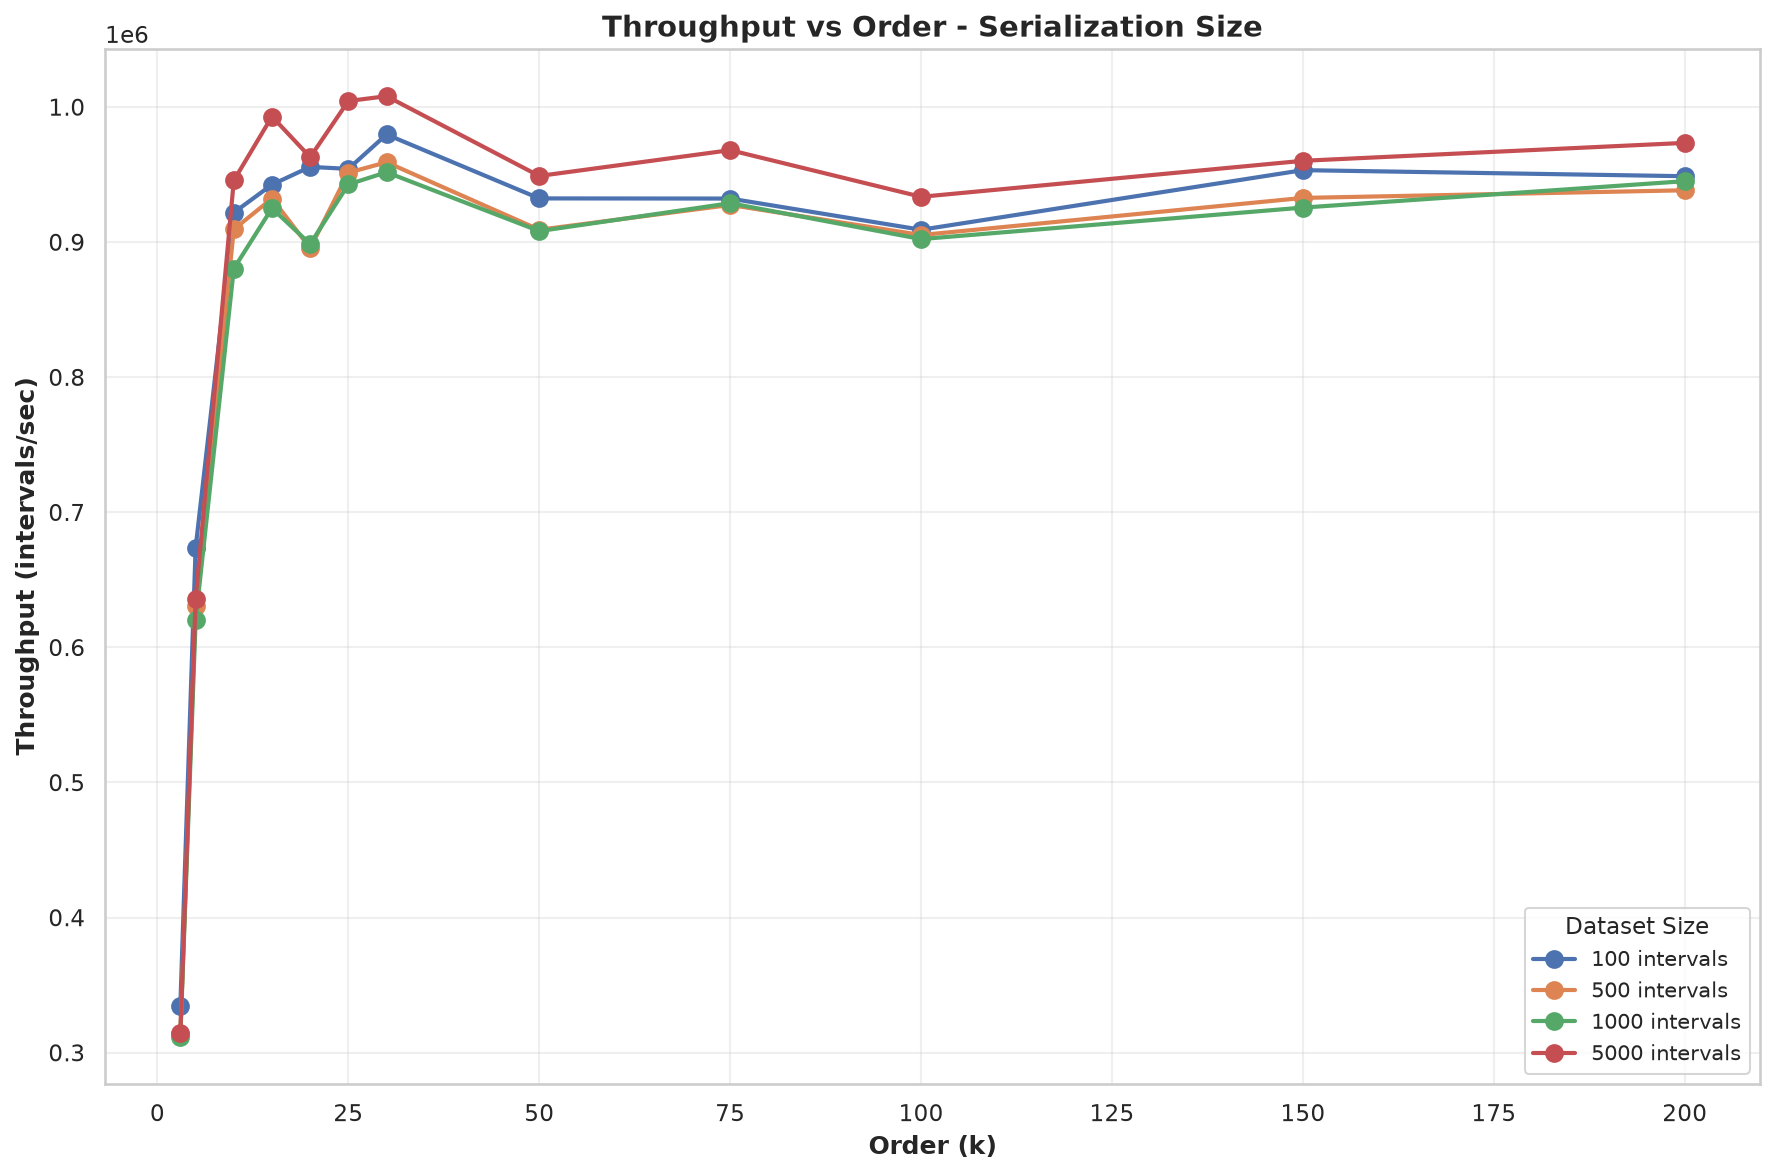 Throughput vs Order - Serialization Size
1e6
1.0
0.9
0.8
0.7
0.6
0.5
0.4
0.3
Throughput (intervals/sec)
0 25 50 75 100 125 150 175 200
Order (k)
Dataset Size
100 intervals
500 intervals
1000 intervals
5000 intervals